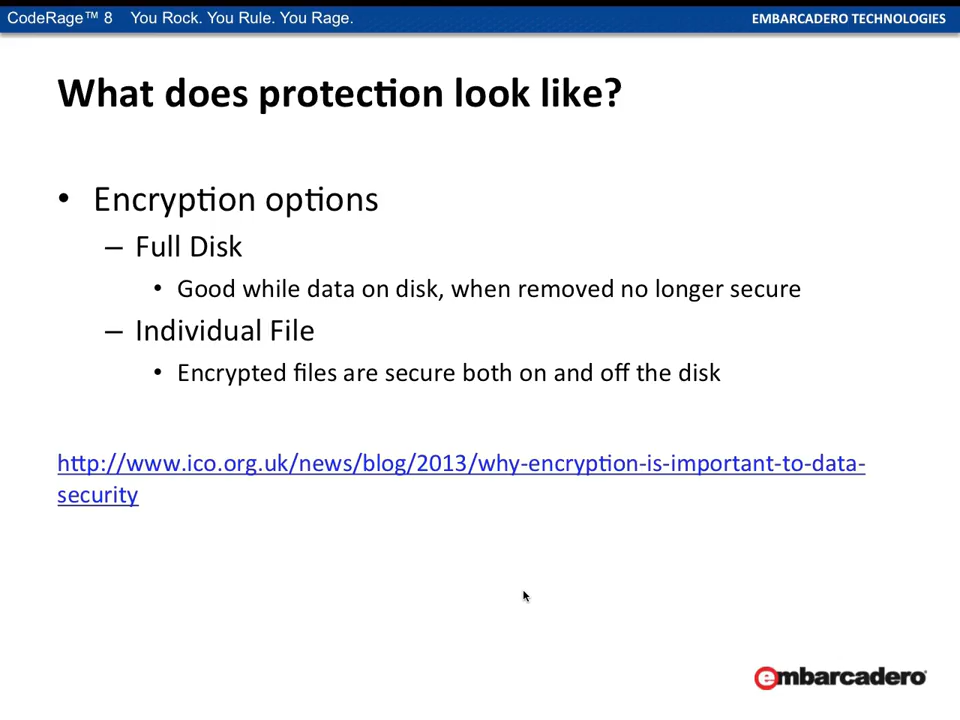 CodeRage™ 8 You Rock. You Rule. You Rage.
EMBARCADERO TECHNOLOGIES
What does protection look like?
• Encryption options
– Full Disk
• Good while data on disk, when removed no longer secure
– Individual File
• Encrypted files are secure both on and off the disk
http://www.ico.org.uk/news/blog/2013/why-encryption-is-important-to-data-
security
embarcadero